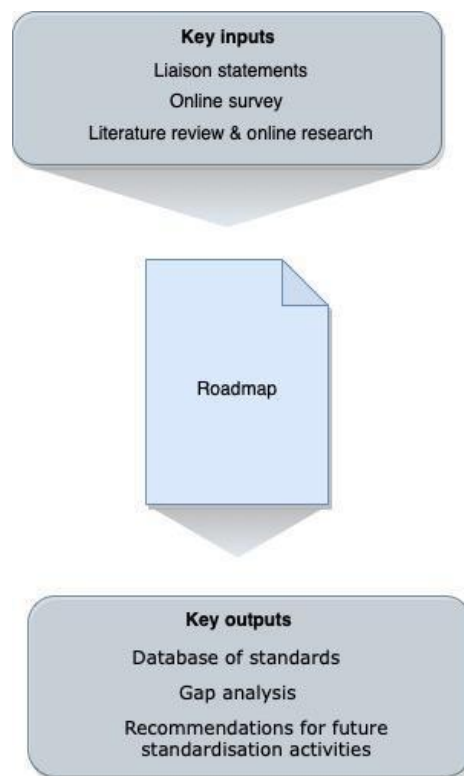 Key inputs
Liaison statements
Online survey
Literature review & online research
Roadmap
Key outputs
Database of standards
Gap analysis
Recommendations for future
standardisation activities